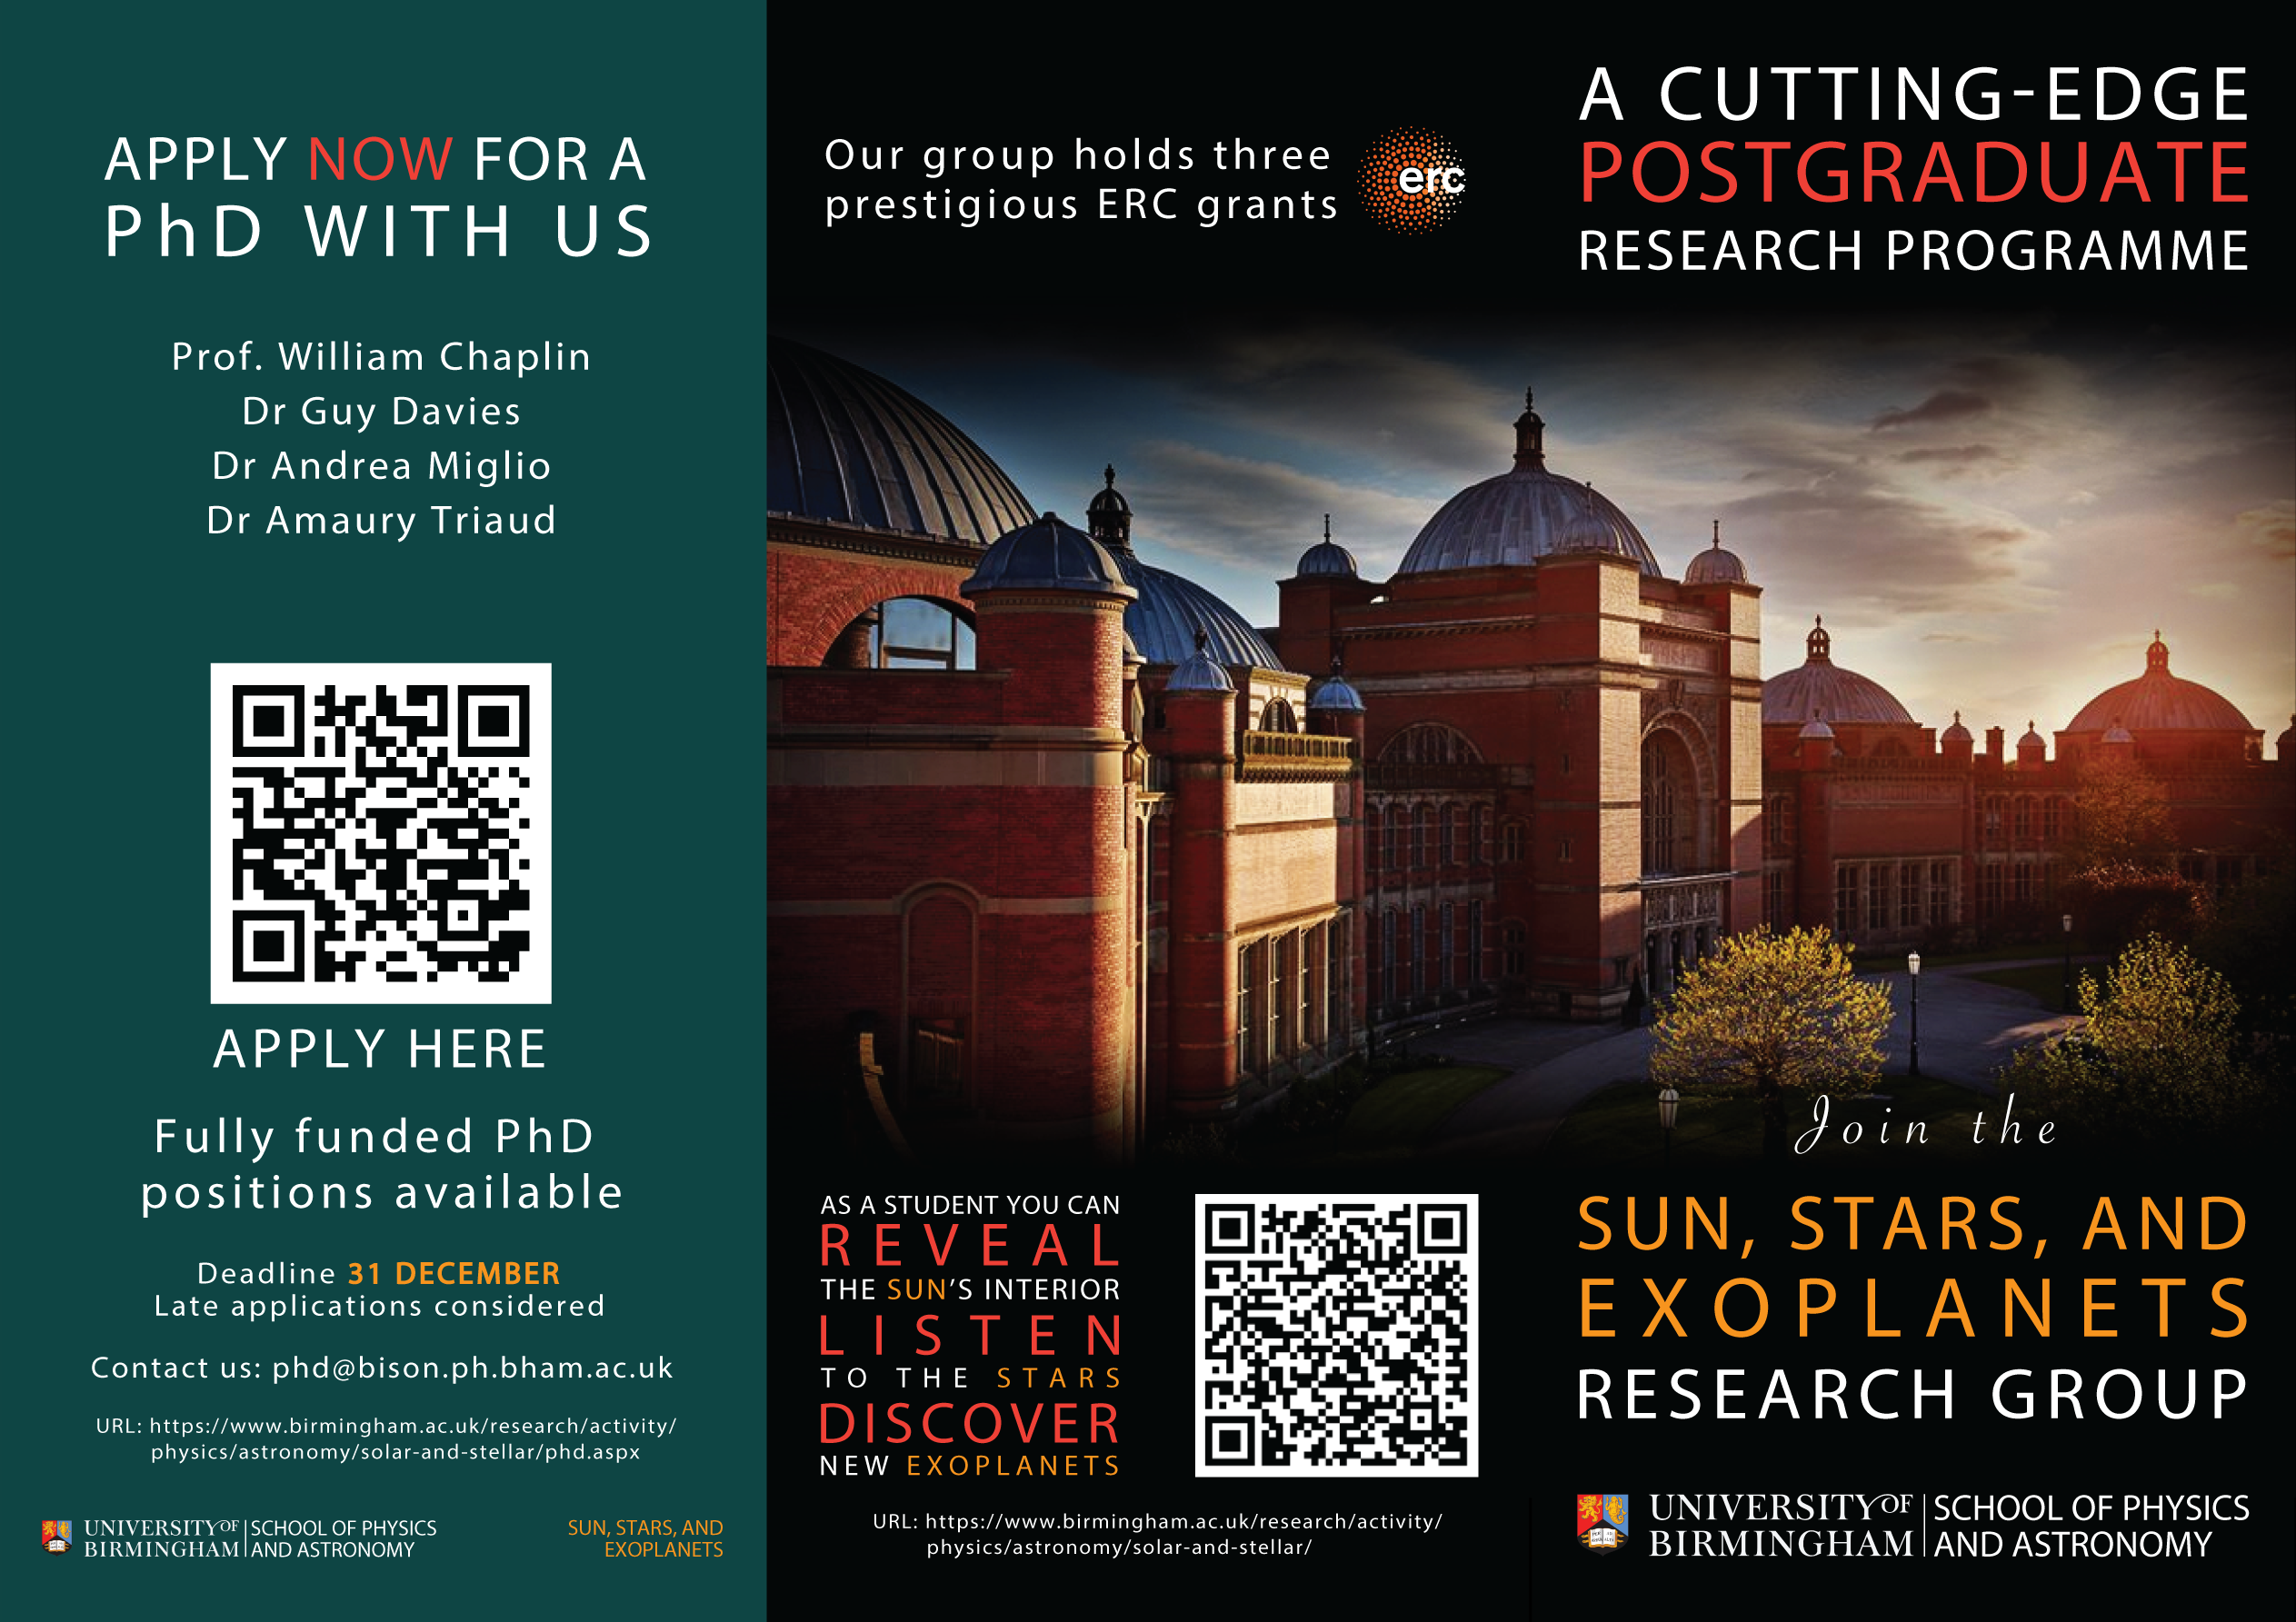 APPLY NOW FOR A
PhD WITH US
Prof. William Chaplin
Dr Guy Davies
Dr Andrea Miglio
Dr Amaury Triaud
APPLY HERE
Fully funded PhD
positions available
Deadline 31 DECEMBER
Late applications considered
Contact us: phd@bison.ph.bham.ac.uk
URL: https://www.birmingham.ac.uk/research/activity/
physics/astronomy/solar-and-stellar/phd.aspx
UNIVERSITY OF
BIRMINGHAM
SCHOOL OF PHYSICS
AND ASTRONOMY
SUN, STARS, AND
EXOPLANETS
Our group holds three
prestigious ERC grants
erc
AS A STUDENT YOU CAN
REVEAL
THE SUN'S INTERIOR
LISTEN
TO THE STARS
DISCOVER
NEW EXOPLANETS
URL: https://www.birmingham.ac.uk/research/activity/
physics/astronomy/solar-and-stellar/
A CUTTING-EDGE
POSTGRADUATE
RESEARCH PROGRAMME
Join the
SUN, STARS, AND
EXOPLANETS
RESEARCH GROUP
UNIVERSITY OF
BIRMINGHAM
SCHOOL OF PHYSICS
AND ASTRONOMY